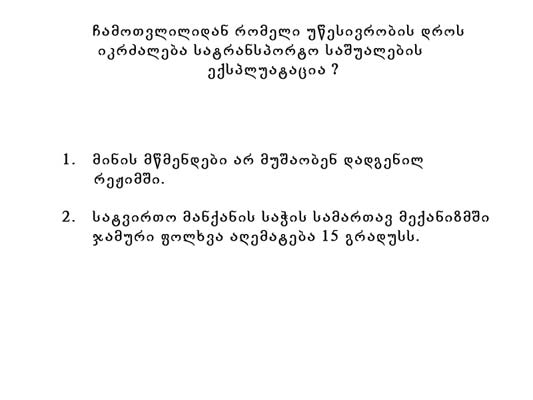 ჩამოთვლილიდან რომელი უწესივრობის დროს
იკრძალება სატრანსპორტო საშუალების
ექსპლუატაცია ?
1. მინის მწმენდები არ მუშაობენ დადგენილ
რეჟიმში.
2. სატვირთო მანქანის საჭის სამართავ მექანიზმში
ჯამური ფოლხვა აღემატება 15 გრადუსს.